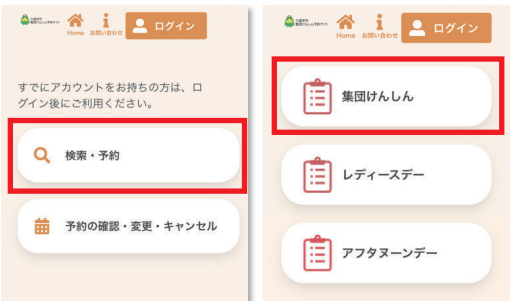 Home
お問い合わせ
ログイン
すでにアカウントをお持ちの方は、ロ
グイン後にご利用ください。
検索・予約
予約の確認・変更・キャンセル
Home
お問い合わせ
ログイン
集団けんしん
レディースデー
アフタヌーンデー